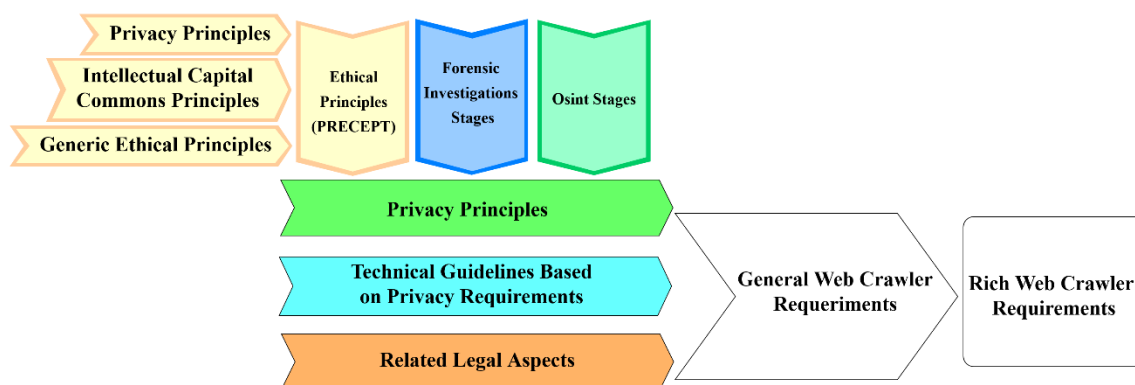 Privacy Principles
Intellectual Capital
Commons Principles
Generic Ethical Principles
Ethical
Principles
(PRECEPT)
Forensic
Investigations
Stages
Osint Stages
Privacy Principles
Technical Guidelines Based
on Privacy Requirements
Related Legal Aspects
General Web Crawler
Requeriments
Rich Web Crawler
Requirements